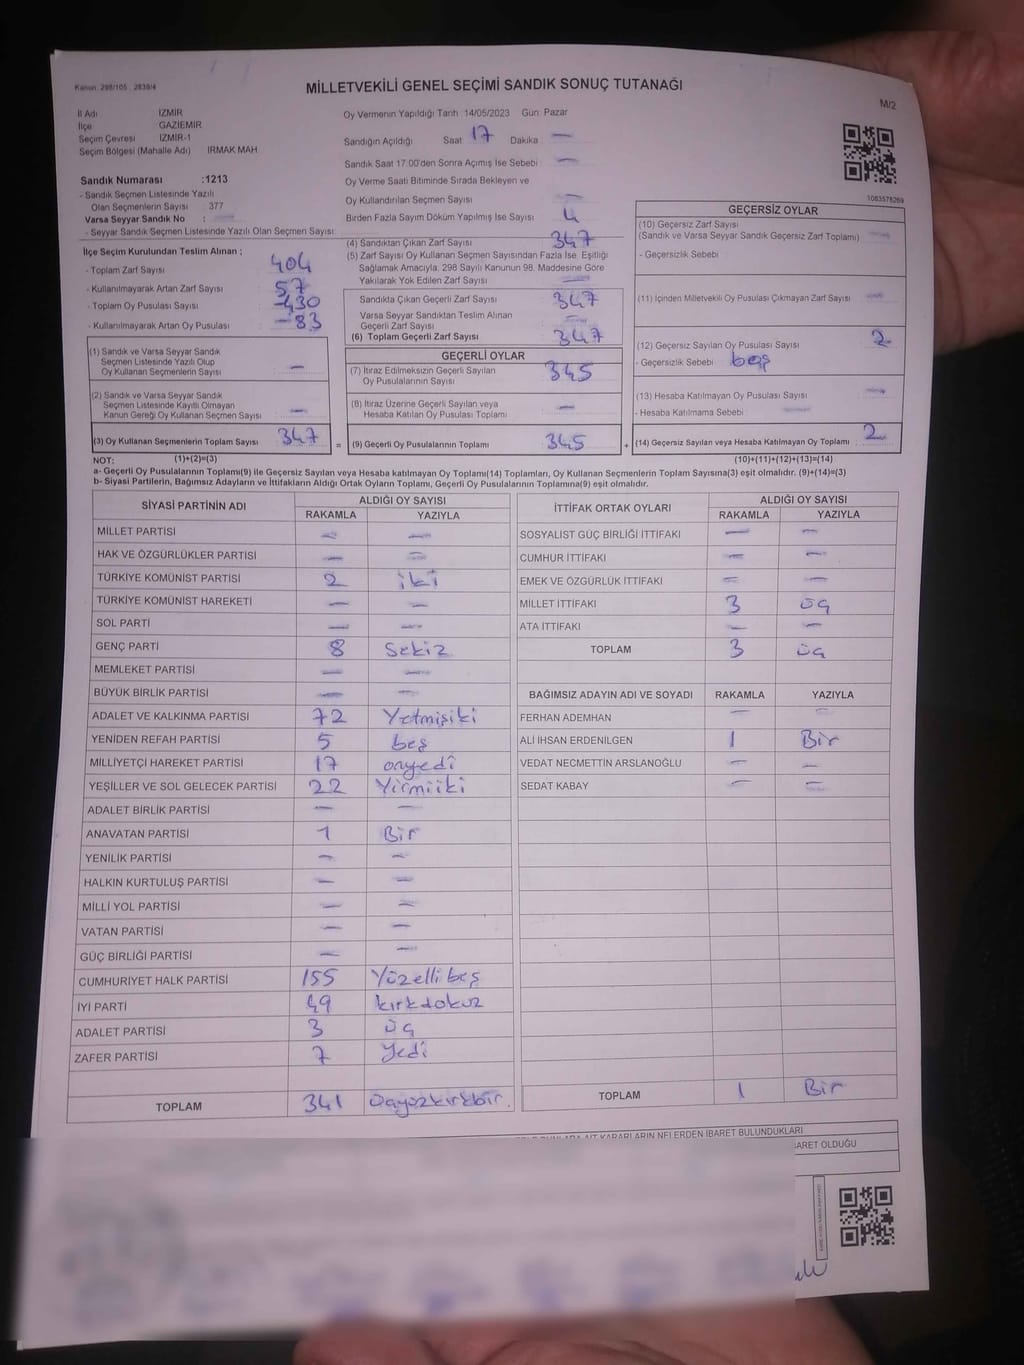 Kanun: 298/105 , 2839/4
MİLLETVEKİLİ GENEL SEÇİMİ SANDIK SONUÇ TUTANAĞI
M/2
İl Adı İZMİR
İlçe GAZİEMİR
Seçim Çevresi İZMİR-1
Seçim Bölgesi (Mahalle Adı) IRMAK MAH
Sandık Numarası :1213
- Sandık Seçmen Listesinde Yazılı
Olan Seçmenlerin Sayısı : 377
Varsa Seyyar Sandık No : —
- Seyyar Sandık Seçmen Listesinde Yazılı Olan Seçmen Sayısı:
Oy Vermenin Yapıldığı Tarih 14/05/2023 Gün Pazar
Sandığın Açıldığı Saat 17 Dakika —
Sandık Saat 17.00'den Sonra Açımış İse Sebebi —
Oy Verme Saati Bitiminde Sırada Bekleyen ve
Oy Kullandırılan Seçmen Sayısı —
Birden Fazla Sayım Döküm Yapılmış İse Sayısı 4
1083578269
İlçe Seçim Kurulundan Teslim Alınan ;
- Toplam Zarf Sayısı 404
- Kullanılmayarak Artan Zarf Sayısı 57
- Toplam Oy Pusulası Sayısı 430
- Kullanılmayarak Artan Oy Pusulası 83
(1) Sandık ve Varsa Seyyar Sandık
Seçmen Listesinde Yazılı Olup
Oy Kullanan Seçmenlerin Sayısı —
(2) Sandık ve Varsa Seyyar Sandık
Seçmen Listesinde Kayıtlı Olmayan
Kanun Gereği Oy Kullanan Seçmen Sayısı —
(3) Oy Kullanan Seçmenlerin Toplam Sayısı 347
(4) Sandıktan Çıkan Zarf Sayısı 347
(5) Zarf Sayısı Oy Kullanan Seçmen Sayısından Fazla İse, Eşitliği
Sağlamak Amacıyla, 298 Sayılı Kanunun 98. Maddesine Göre
Yakılarak Yok Edilen Zarf Sayısı —
Sandıkta Çıkan Geçerli Zarf Sayısı 347
Varsa Seyyar Sandıktan Teslim Alınan
Geçerli Zarf Sayısı —
(6) Toplam Geçerli Zarf Sayısı 347
GEÇERLİ OYLAR
(7) İtiraz Edilmeksizin Geçerli Sayılan
Oy Pusulalarının Sayısı 345
(8) İtiraz Üzerine Geçerli Sayılan veya
Hesaba Katılan Oy Pusulası Toplamı —
= (9) Geçerli Oy Pusulalarının Toplamı 345
GEÇERSİZ OYLAR
(10) Geçersiz Zarf Sayısı
(Sandık ve Varsa Seyyar Sandık Geçersiz Zarf Toplamı) —
- Geçersizlik Sebebi
(11) İçinden Milletvekili Oy Pusulası Çıkmayan Zarf Sayısı —
(12) Geçersiz Sayılan Oy Pusulası Sayısı 2
- Geçersizlik Sebebi boş
(13) Hesaba Katılmayan Oy Pusulası Sayısı —
- Hesaba Katılmama Sebebi —
+ (14) Geçersiz Sayılan veya Hesaba Katılmayan Oy Toplamı : 2
NOT: (1)+(2)=(3) (10)+(11)+(12)+(13)=(14)
a- Geçerli Oy Pusulalarının Toplamı(9) ile Geçersiz Sayılan veya Hesaba katılmayan Oy Toplamı(14) Toplamları, Oy Kullanan Seçmenlerin Toplam Sayısına(3) eşit olmalıdır. (9)+(14)=(3)
b- Siyasi Partilerin, Bağımsız Adayların ve İttifakların Aldığı Ortak Oyların Toplamı, Geçerli Oy Pusulalarının Toplamına(9) eşit olmalıdır.
SİYASİ PARTİNİN ADI ALDIĞI OY SAYISI
RAKAMLA YAZIYLA
MİLLET PARTİSİ — —
HAK VE ÖZGÜRLÜKLER PARTİSİ — —
TÜRKİYE KOMÜNİST PARTİSİ 2 iki
TÜRKİYE KOMÜNİST HAREKETİ — —
SOL PARTİ — —
GENÇ PARTİ 8 Sekiz
MEMLEKET PARTİSİ — —
BÜYÜK BİRLİK PARTİSİ — —
ADALET VE KALKINMA PARTİSİ 72 Yetmişiki
YENİDEN REFAH PARTİSİ 5 beş
MİLLİYETÇİ HAREKET PARTİSİ 17 onyedi
YEŞİLLER VE SOL GELECEK PARTİSİ 22 Yirmiiki
ADALET BİRLİK PARTİSİ — —
ANAVATAN PARTİSİ 1 Bir
YENİLİK PARTİSİ — —
HALKIN KURTULUŞ PARTİSİ — —
MİLLİ YOL PARTİSİ — —
VATAN PARTİSİ — —
GÜÇ BİRLİĞİ PARTİSİ — —
CUMHURİYET HALK PARTİSİ 155 Yüzelli beş
İYİ PARTİ 49 kırkdokuz
ADALET PARTİSİ 3 üç
ZAFER PARTİSİ 7 Yedi
TOPLAM 341
İTTİFAK ORTAK OYLARI ALDIĞI OY SAYISI
RAKAMLA YAZIYLA
SOSYALİST GÜÇ BİRLİĞİ İTTİFAKI — —
CUMHUR İTTİFAKI — —
EMEK VE ÖZGÜRLÜK İTTİFAKI — —
MİLLET İTTİFAKI 3 üç
ATA İTTİFAKI — —
TOPLAM 3 üç
BAĞIMSIZ ADAYIN ADI VE SOYADI RAKAMLA YAZIYLA
FERHAN ADEMHAN — —
ALİ İHSAN ERDENİLGEN 1 Bir
VEDAT NECMETTİN ARSLANOĞLU — —
SEDAT KABAY — —
TOPLAM 1 Bir
KARARLARIN NELERDEN İBARET BULUNDUKLARI
OLDUĞU